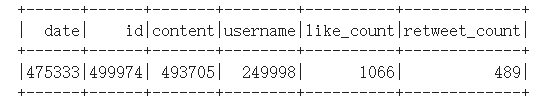 +------+------+-------+--------+----------+-------------+
|  date|    id|content|username|like_count|retweet_count|
+------+------+-------+--------+----------+-------------+
|475333|499974| 493705|  249998|      1066|          489|
+------+------+-------+--------+----------+-------------+